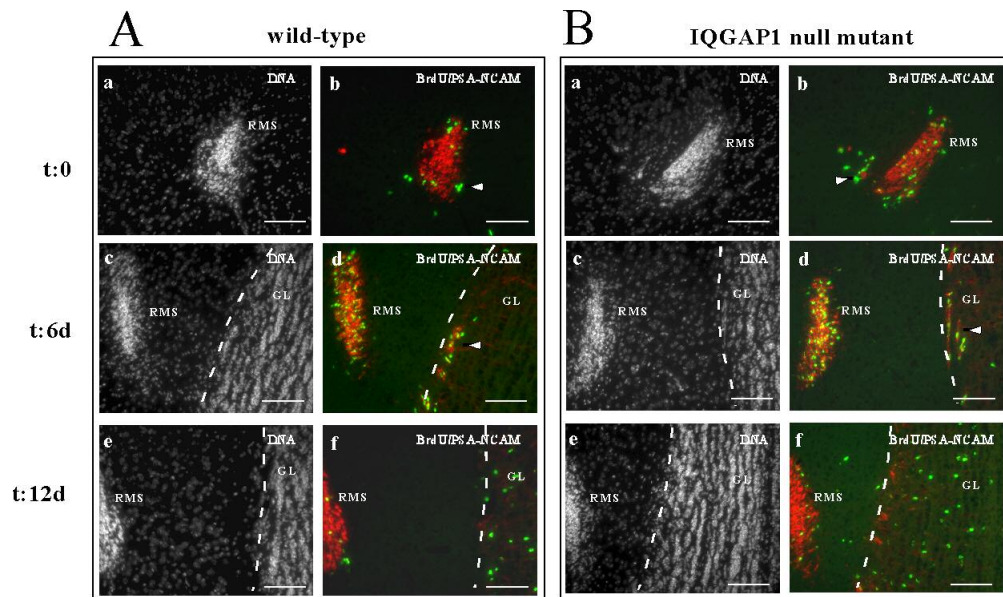 A wild-type
B IQGAP1 null mutant
a DNA
b BrdU/PSA-NCAM
a DNA
b BrdU/PSA-NCAM
RMS
RMS
RMS
RMS
t:0
c DNA
d BrdU/PSA-NCAM
c DNA
d BrdU/PSA-NCAM
GL
GL
GL
GL
RMS
RMS
RMS
RMS
t:6d
e DNA
f BrdU/PSA-NCAM
e DNA
f BrdU/PSA-NCAM
GL
GL
GL
GL
RMS
RMS
RMS
RMS
t:12d